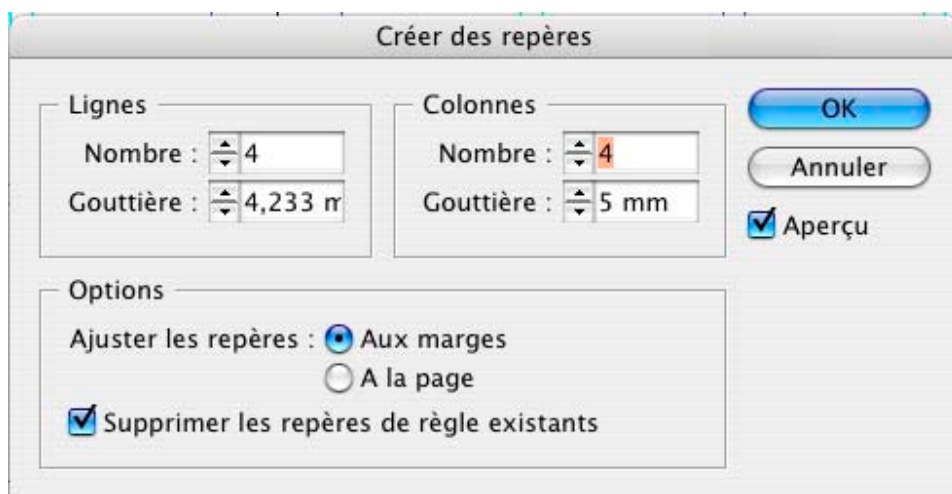 Créer des repères
Lignes
Nombre : 4
Gouttière : 4,233 m
Colonnes
Nombre : 4
Gouttière : 5 mm
OK
Annuler
Aperçu
Options
Ajuster les repères : Aux marges
A la page
Supprimer les repères de règle existants